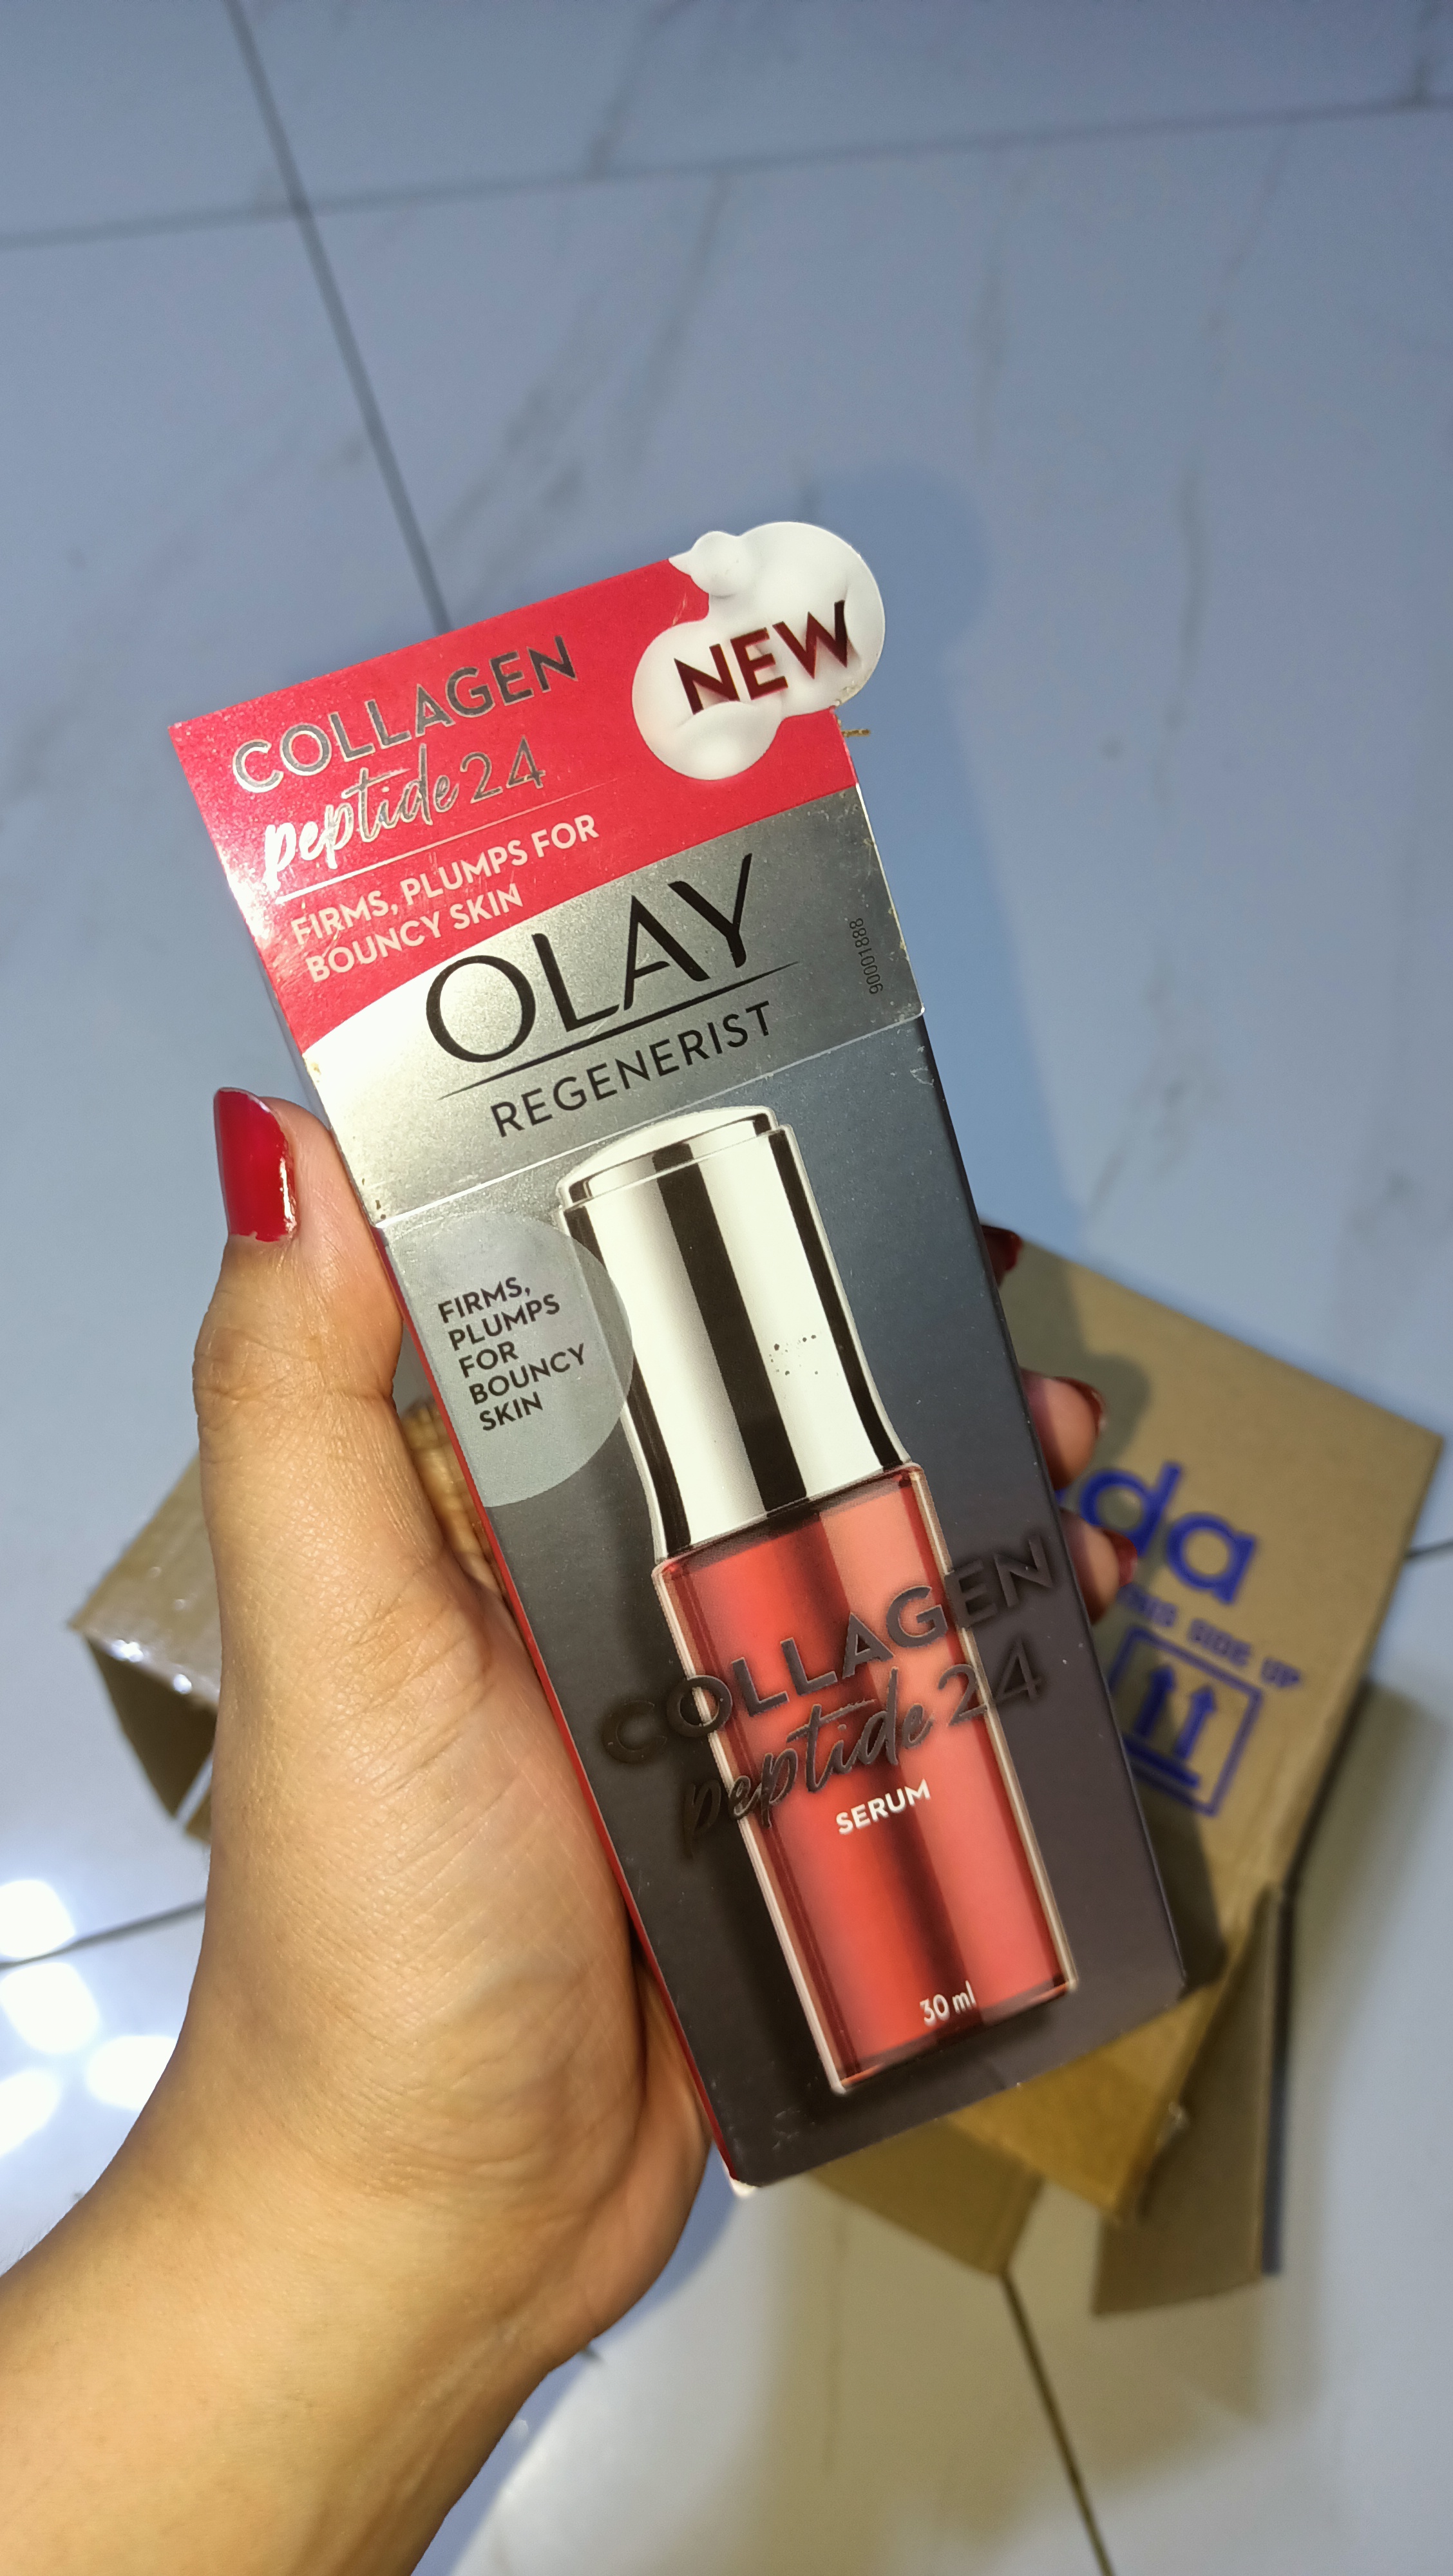 COLLAGEN
peptide24
FIRMS, PLUMPS FOR
BOUNCY SKIN
NEW
OLAY
REGENERIST
90001888
FIRMS,
PLUMPS
FOR
BOUNCY
SKIN
COLLAGEN
peptide24
SERUM
30 ml
SIDE UP